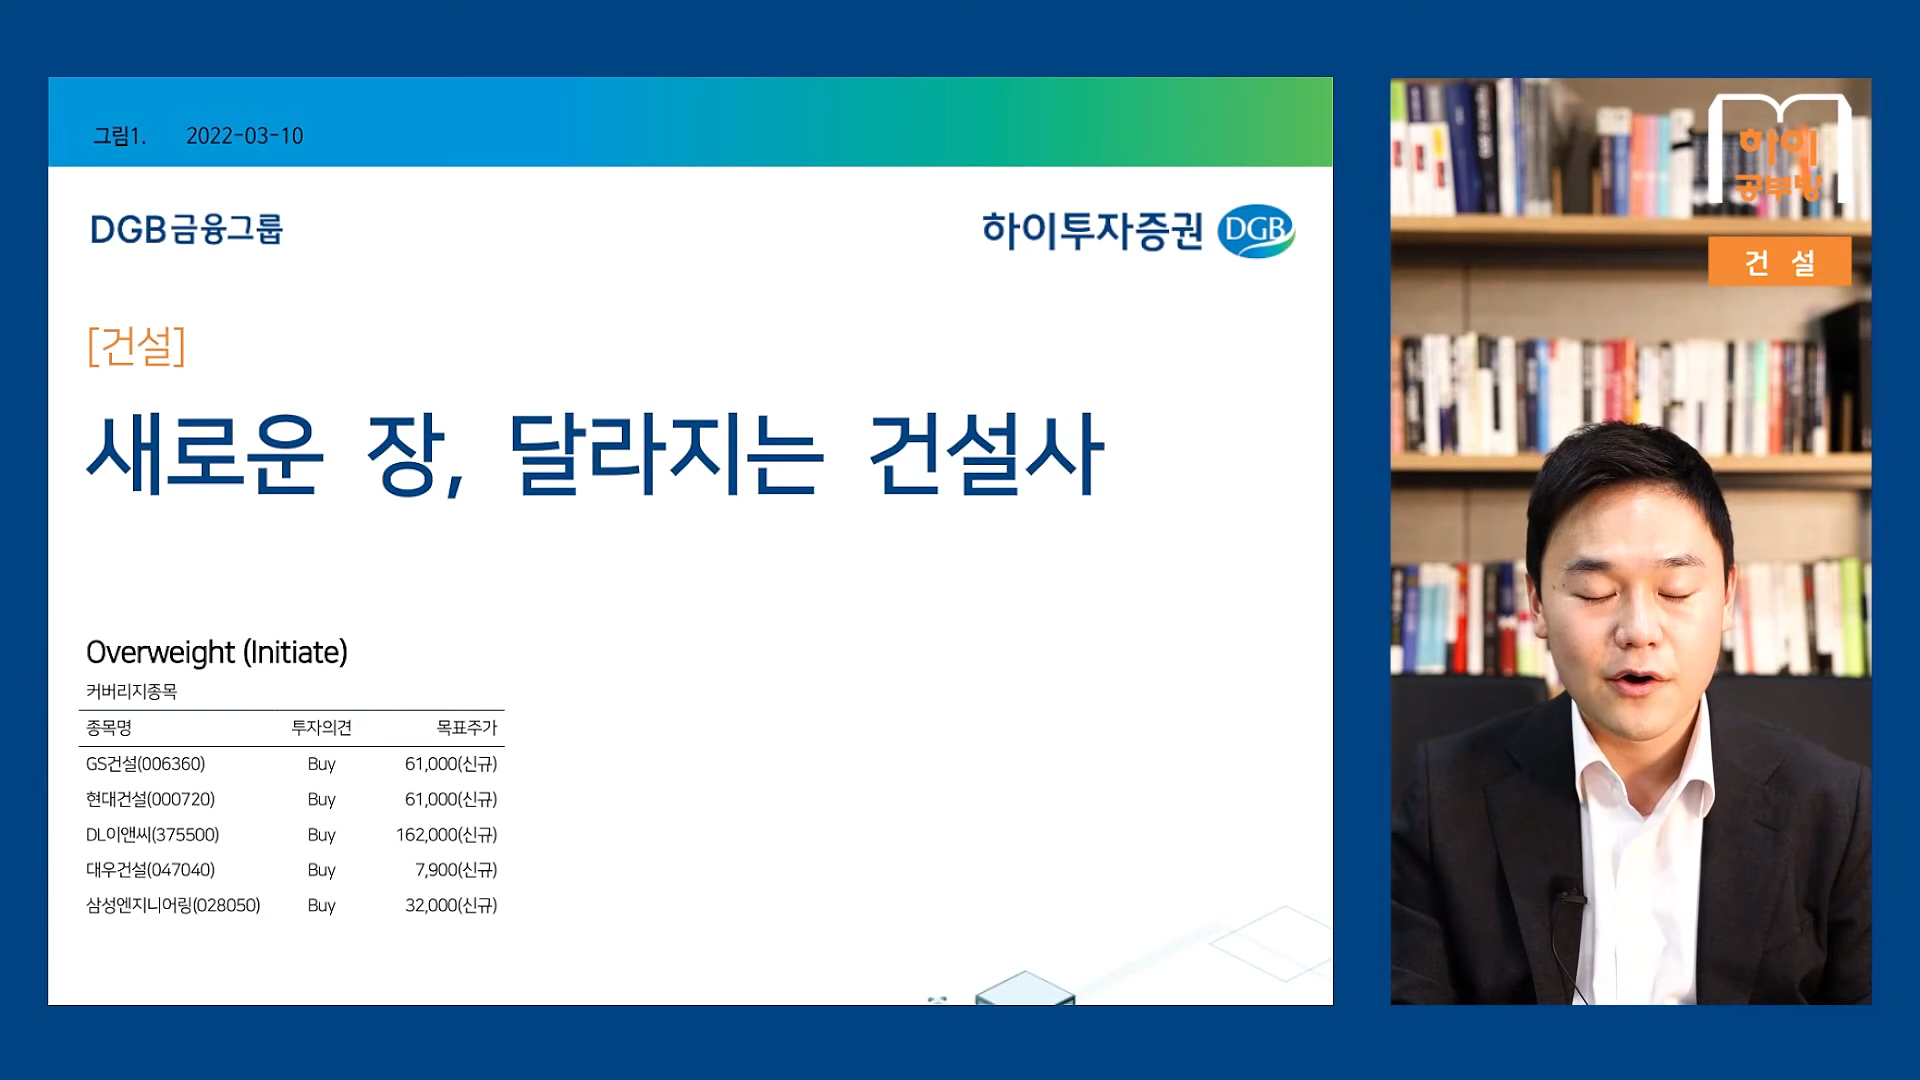 그림1. 2022-03-10
DGB금융그룹
하이투자증권 DGB
[건설]
새로운 장, 달라지는 건설사
Overweight (Initiate)
커버리지종목
종목명 투자의견 목표주가
GS건설(006360) Buy 61,000(신규)
현대건설(000720) Buy 61,000(신규)
DL이앤씨(375500) Buy 162,000(신규)
대우건설(047040) Buy 7,900(신규)
삼성엔지니어링(028050) Buy 32,000(신규)
하이
공부방
건 설